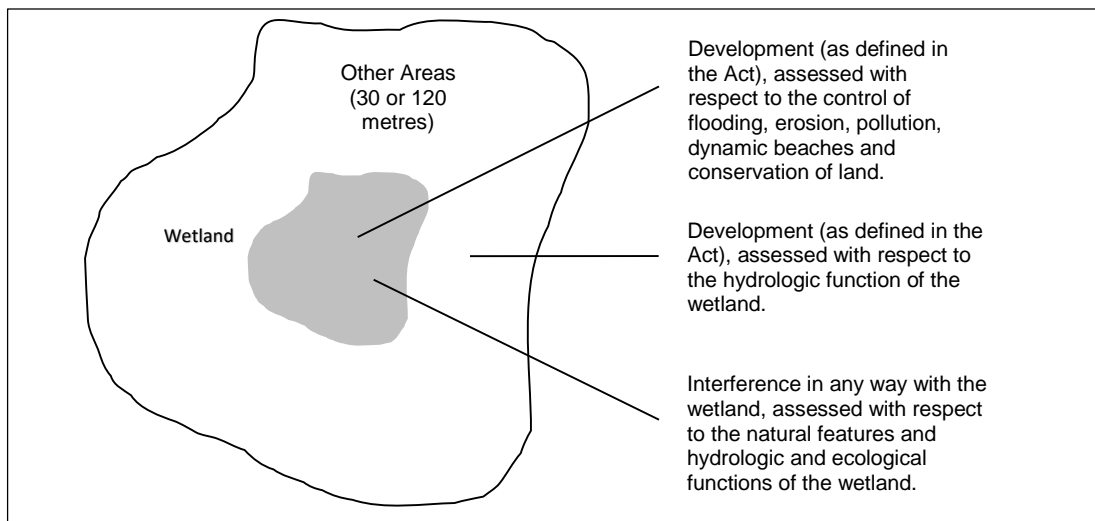 Other Areas
(30 or 120
metres)
Wetland
Development (as defined in
the Act), assessed with
respect to the control of
flooding, erosion, pollution,
dynamic beaches and
conservation of land.
Development (as defined in the
Act), assessed with respect to
the hydrologic function of the
wetland.
Interference in any way with the
wetland, assessed with respect
to the natural features and
hydrologic and ecological
functions of the wetland.